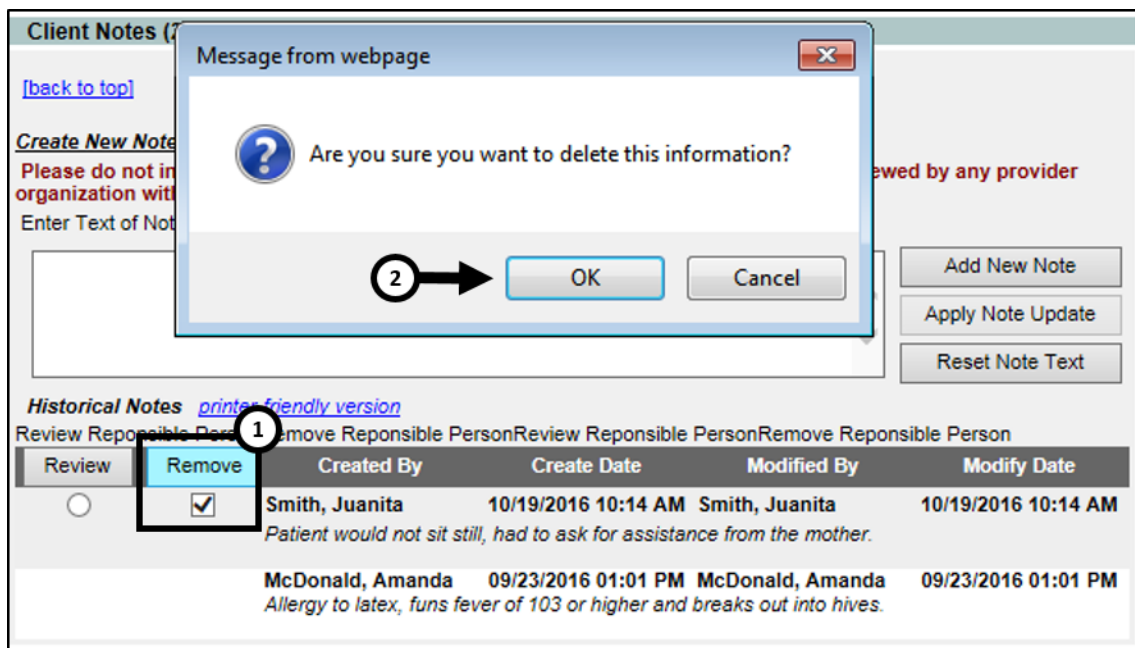 Client Notes (2
Message from webpage
[back to top]
Are you sure you want to delete this information?
Create New Note
Please do not in ewed by any provider
organization with
Enter Text of Not
2
OK Cancel
Add New Note
Apply Note Update
Reset Note Text
Historical Notes printer friendly version
1
Review Reponsible Person Remove Reponsible PersonReview Reponsible PersonRemove Reponsible Person
Review Remove Created By Create Date Modified By Modify Date
Smith, Juanita 10/19/2016 10:14 AM Smith, Juanita 10/19/2016 10:14 AM
Patient would not sit still, had to ask for assistance from the mother.
McDonald, Amanda 09/23/2016 01:01 PM McDonald, Amanda 09/23/2016 01:01 PM
Allergy to latex, funs fever of 103 or higher and breaks out into hives.